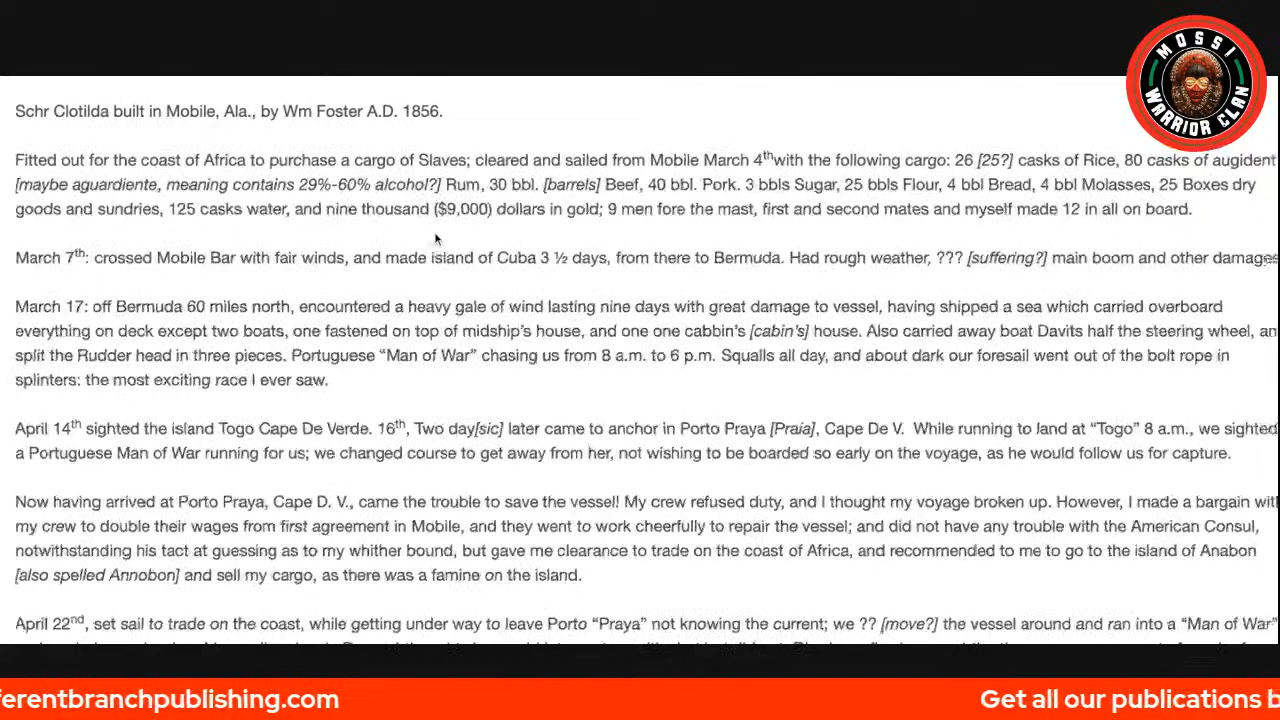 MOSSI
WARRIOR CLAN
Schr Clotilda built in Mobile, Ala., by Wm Foster A.D. 1856.
Fitted out for the coast of Africa to purchase a cargo of Slaves; cleared and sailed from Mobile March 4thwith the following cargo: 26 [25?] casks of Rice, 80 casks of augident
[maybe aguardiente, meaning contains 29%-60% alcohol?] Rum, 30 bbl. [barrels] Beef, 40 bbl. Pork. 3 bbls Sugar, 25 bbls Flour, 4 bbl Bread, 4 bbl Molasses, 25 Boxes dry
goods and sundries, 125 casks water, and nine thousand ($9,000) dollars in gold; 9 men fore the mast, first and second mates and myself made 12 in all on board.
March 7th: crossed Mobile Bar with fair winds, and made island of Cuba 3 ½ days, from there to Bermuda. Had rough weather, ??? [suffering?] main boom and other damages
March 17: off Bermuda 60 miles north, encountered a heavy gale of wind lasting nine days with great damage to vessel, having shipped a sea which carried overboard
everything on deck except two boats, one fastened on top of midship's house, and one one cabbin's [cabin's] house. Also carried away boat Davits half the steering wheel, an
split the Rudder head in three pieces. Portuguese "Man of War" chasing us from 8 a.m. to 6 p.m. Squalls all day, and about dark our foresail went out of the bolt rope in
splinters: the most exciting race I ever saw.
April 14th sighted the island Togo Cape De Verde. 16th, Two day[sic] later came to anchor in Porto Praya [Praia], Cape De V. While running to land at "Togo" 8 a.m., we sighted
a Portuguese Man of War running for us; we changed course to get away from her, not wishing to be boarded so early on the voyage, as he would follow us for capture.
Now having arrived at Porto Praya, Cape D. V., came the trouble to save the vessel! My crew refused duty, and I thought my voyage broken up. However, I made a bargain wit
my crew to double their wages from first agreement in Mobile, and they went to work cheerfully to repair the vessel; and did not have any trouble with the American Consul,
notwithstanding his tact at guessing as to my whither bound, but gave me clearance to trade on the coast of Africa, and recommended to me to go to the island of Anabon
[also spelled Annobon] and sell my cargo, as there was a famine on the island.
April 22nd, set sail to trade on the coast, while getting under way to leave Porto "Praya" not knowing the current; we ?? [move?] the vessel around and ran into a "Man of War"
ferentbranchpublishing.com
Get all our publications b